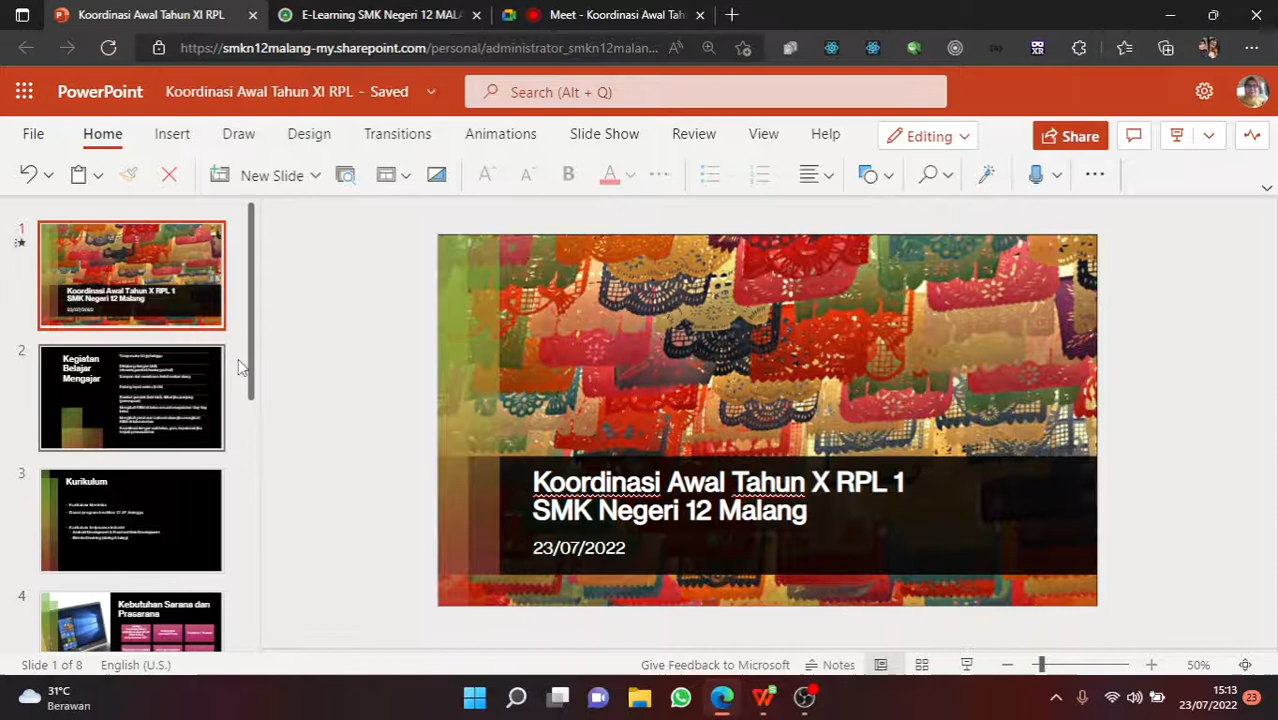 Koordinasi Awal Tahun XI RPL
E-Learning SMK Negeri 12 MALA
Meet - Koordinasi Awal Tah
https://smkn12malang-my.sharepoint.com/personal/administrator_smkn12malan...
PowerPoint
Koordinasi Awal Tahun XI RPL - Saved
Search (Alt + Q)
File Home Insert Draw Design Transitions Animations Slide Show Review View Help
Editing
Share
New Slide
B
A
1
Koordinasi Awal Tahun X RPL 1
SMK Negeri 12 Malang
23/07/2022
2
Kegiatan
Belajar
Mengajar
3
Kurikulum
4
Kebutuhan Sarana dan
Prasarana
Koordinasi Awal Tahun X RPL 1
SMK Negeri 12 Malang
23/07/2022
Slide 1 of 8
English (U.S.)
Give Feedback to Microsoft
Notes
50%
31°C
Berawan
15:13
23/07/2022
23